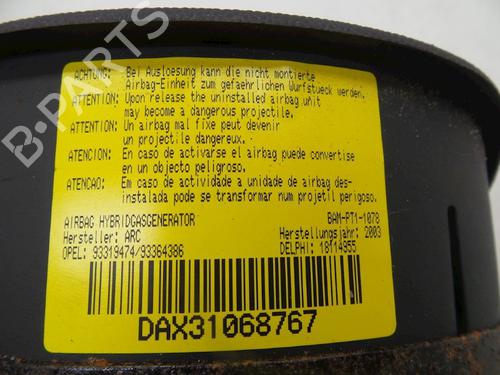 ACHTUNG: Bei Ausloesung kann die nicht montierte
Airbag-Einheit zum gefaehrlichen Wurfstueck werden.
ATTENTION: Upon release the uninstalled airbag unit
may become a dangerous projectile.
ATTENTION: Un airbag mal fixe peut devenir
un projectile dangereux.
ATENCION: En caso de activarse el airbag puede convertise
en un objecto peligroso.
ATENCAO: Em caso de actividade a unidade de airbag des-
instalada pode se transformar num projetil perigoso.
AIRBAG HYBRIDGASGENERATOR BAM-PT1-1078
Hersteller: ARC Herstellungsjahr: 2003
OPEL: 93319474/93364386 DELPHI: 18114955
DAX31068767
B-PARTS